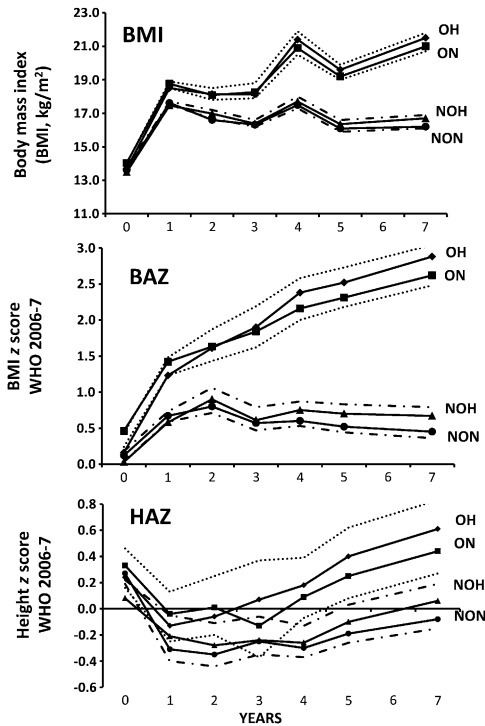 BMI
Body mass index
(BMI, kg/m²)
23.0
21.0
19.0
17.0
15.0
13.0
11.0
OH
ON
NOH
NON
0 1 2 3 4 5 6 7
BAZ
BMI z score
WHO 2006-7
3.0
2.5
2.0
1.5
1.0
0.5
0.0
OH
ON
NOH
NON
0 1 2 3 4 5 6 7
HAZ
Height z score
WHO 2006-7
0.8
0.6
0.4
0.2
0.0
-0.2
-0.4
-0.6
OH
ON
NOH
NON
0 1 2 3 4 5 6 7
YEARS